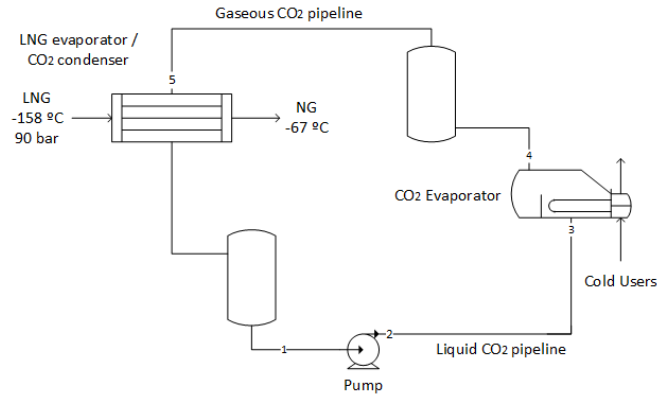 Gaseous CO2 pipeline
LNG evaporator /
CO2 condenser
5
LNG
-158 ºC
90 bar
NG
-67 ºC
4
CO2 Evaporator
3
Cold Users
1
2
Liquid CO2 pipeline
Pump